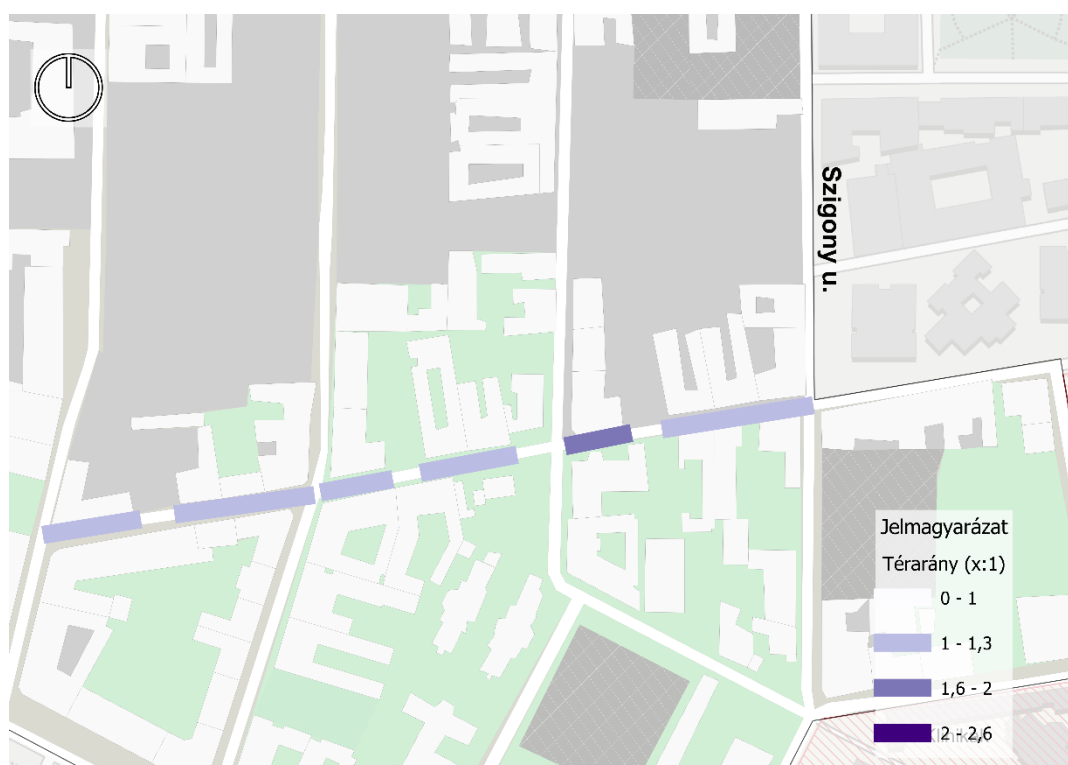 Szigony u.
Jelmagyarázat
Térarány (x:1)
0 - 1
1 - 1,3
1,6 - 2
2 - 2,6